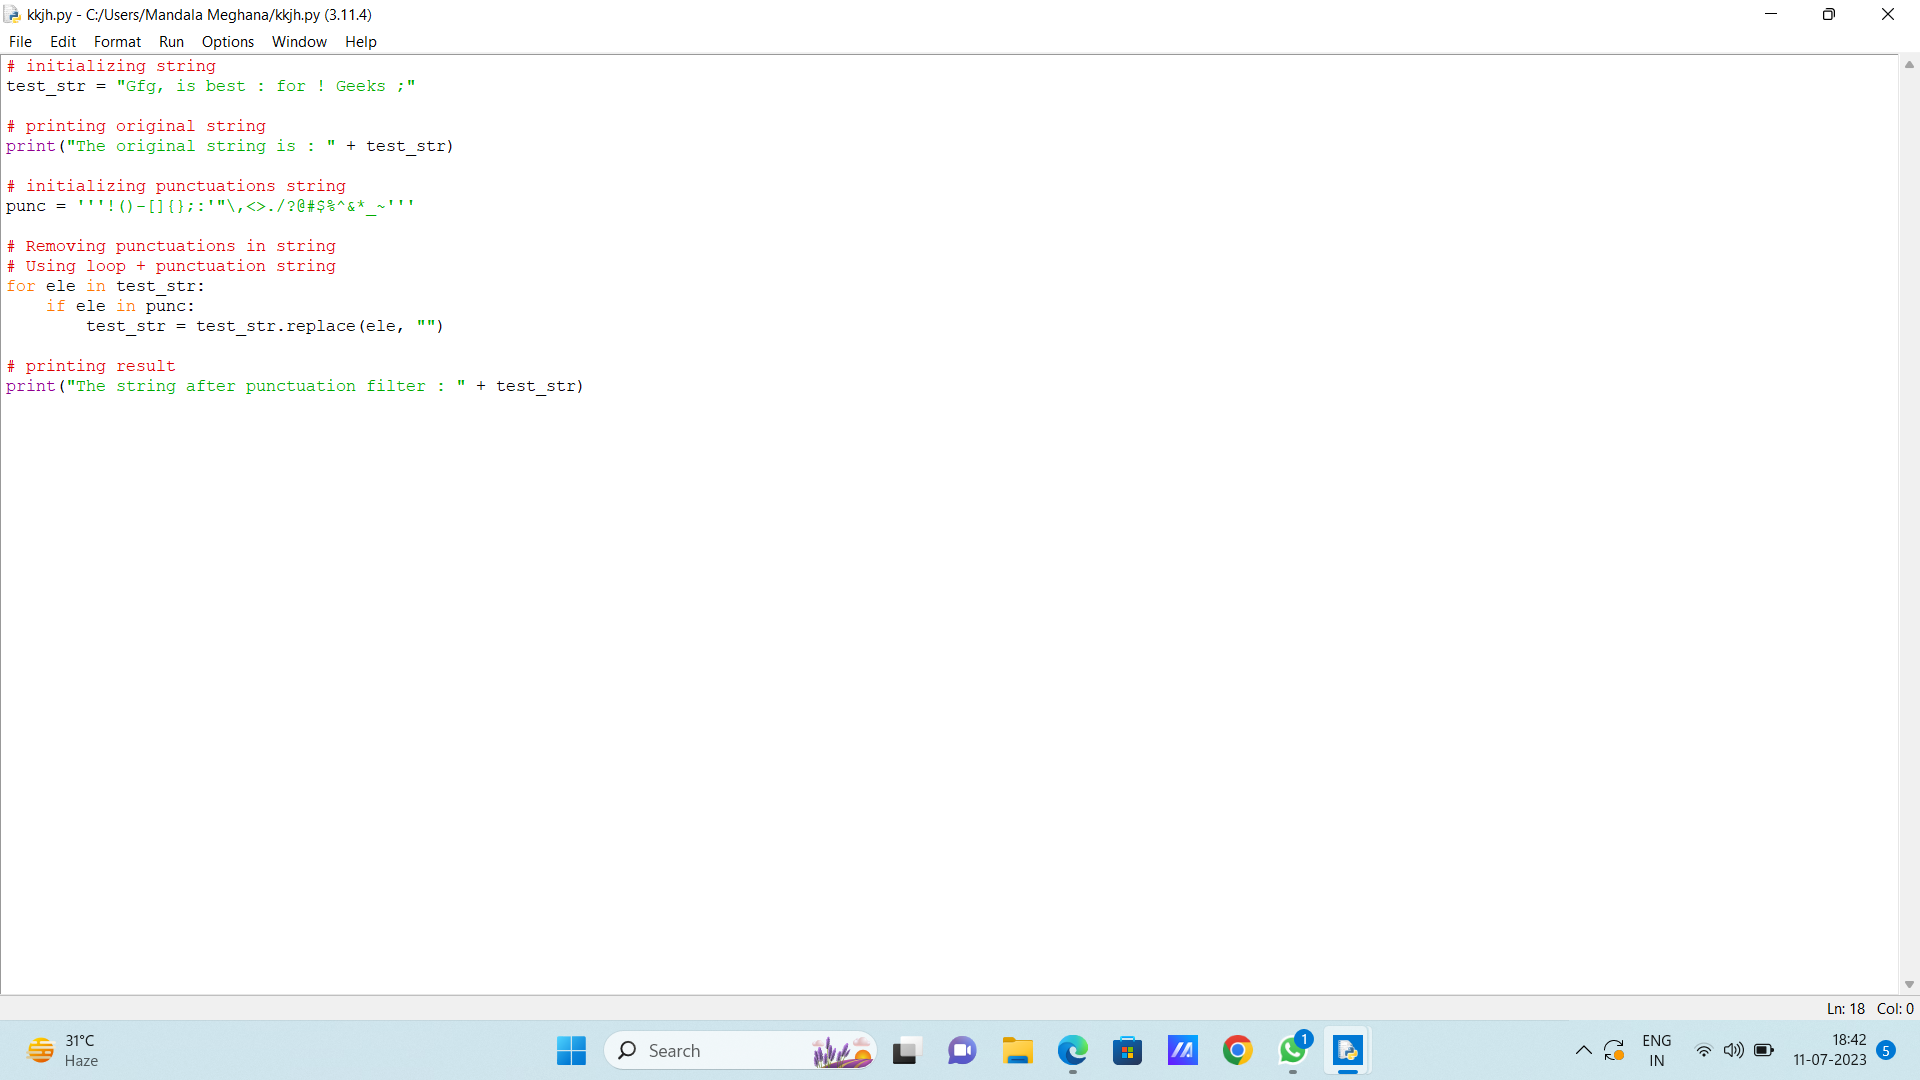 kkjh.py - C:/Users/Mandala Meghana/kkjh.py (3.11.4)
File Edit Format Run Options Window Help
# initializing string
test_str = "Gfg, is best : for ! Geeks ;"
# printing original string
print("The original string is : " + test_str)
# initializing punctuations string
punc = '''!()-[]{};:'"\,<>./?@#$%^&*_~'''
# Removing punctuations in string
# Using loop + punctuation string
for ele in test_str:
    if ele in punc:
        test_str = test_str.replace(ele, "")
# printing result
print("The string after punctuation filter : " + test_str)
Ln: 18 Col: 0
31°C
Haze
Search
1
ENG
IN
18:42
11-07-2023
5